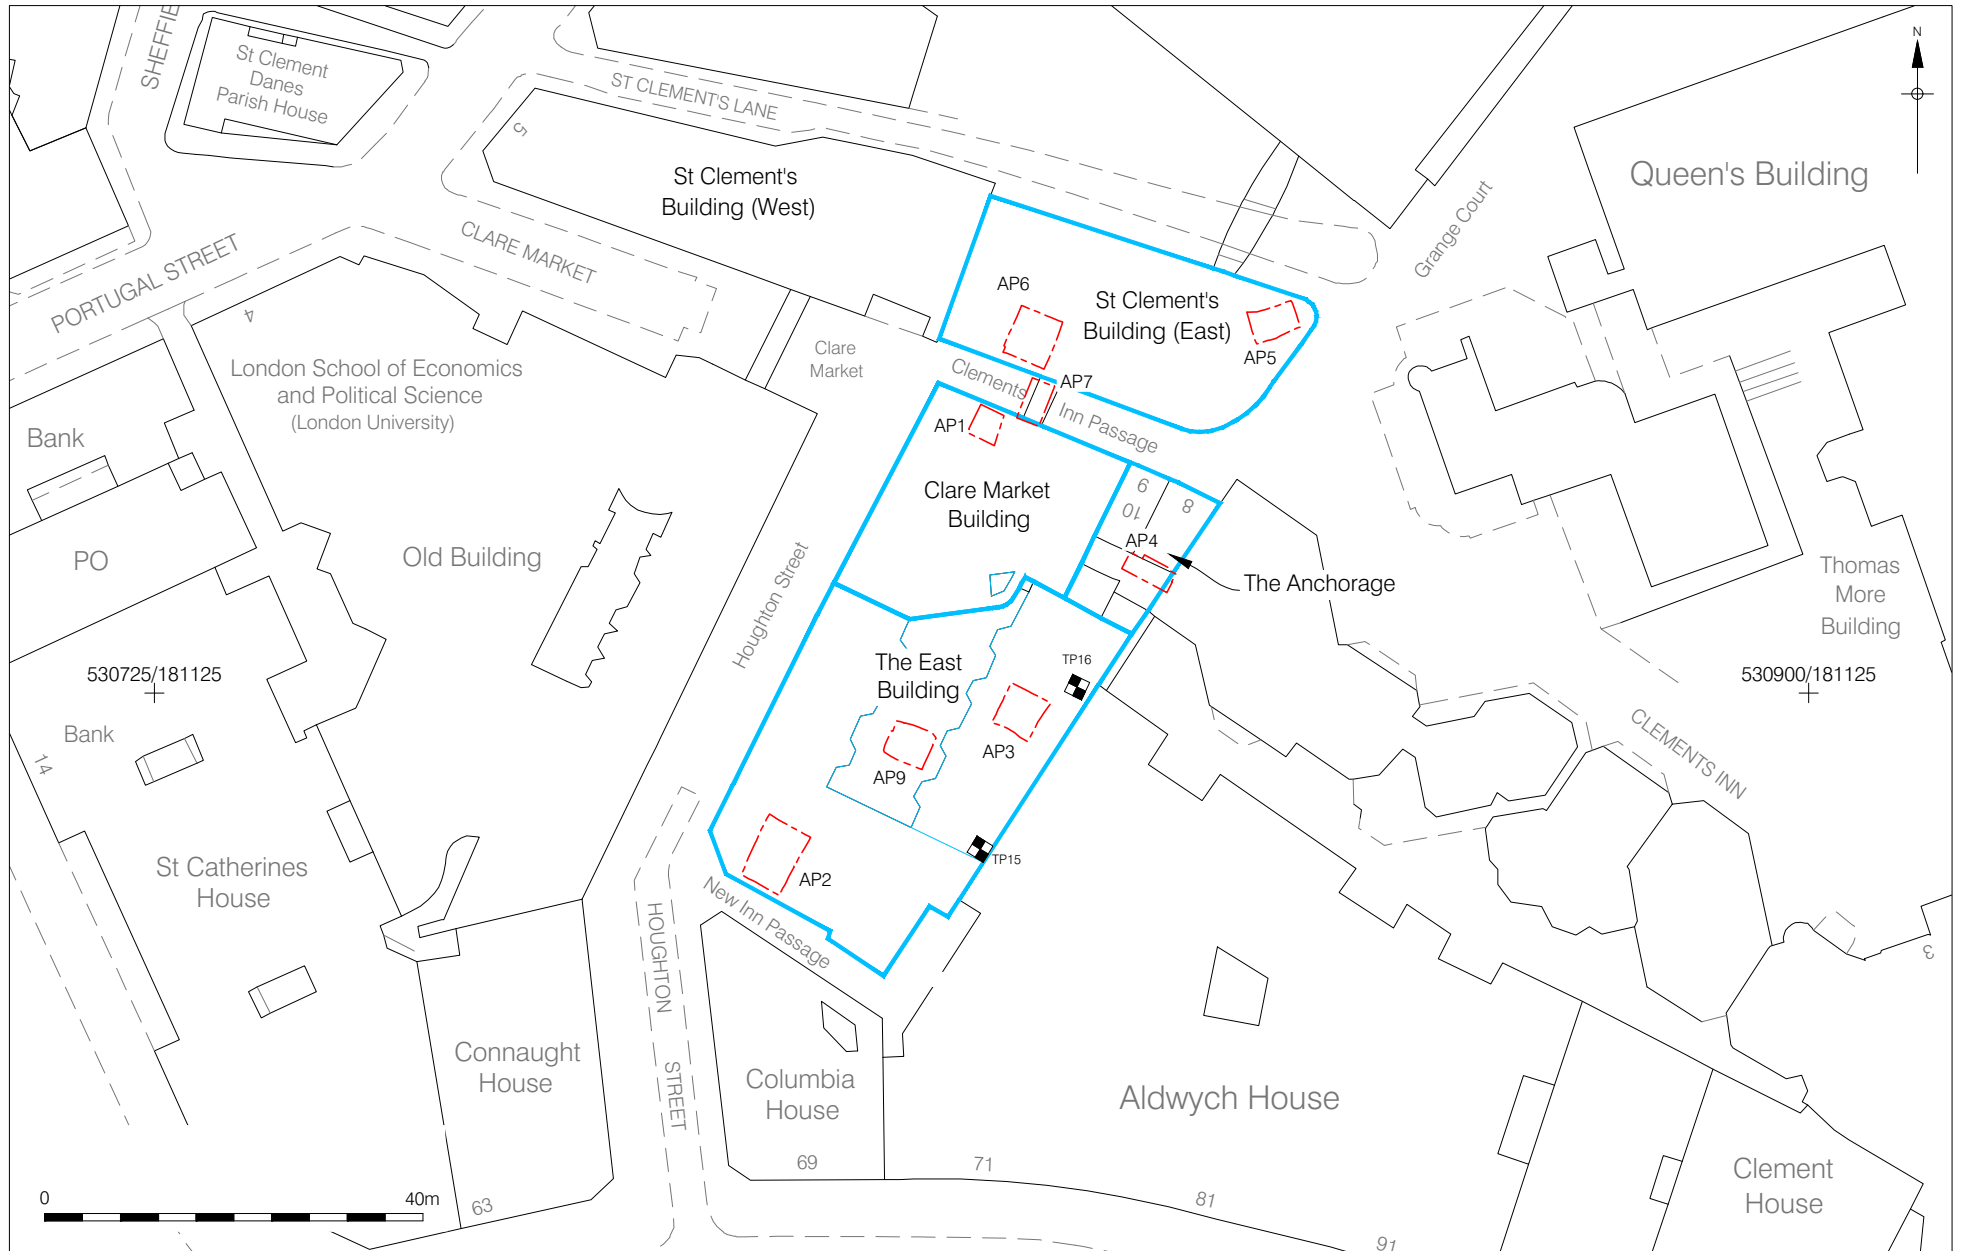 SHEFFIE
St Clement
Danes
Parish House
ST CLEMENT'S LANE
N
5
St Clement's
Building (West)
Queen's Building
Grange Court
PORTUGAL STREET
CLARE MARKET
4
AP6
St Clement's
Building (East)
AP5
Clare
Market
London School of Economics
and Political Science
(London University)
Clements
AP7
Inn Passage
AP1
Bank
Clare Market
Building
9
10
8
AP4
PO
Old Building
The Anchorage
Thomas
More
Building
Houghton Street
530725/181125
The East
Building
TP16
530900/181125
Bank
14
AP3
AP9
CLEMENTS INN
St Catherines
House
AP2
TP15
New Inn Passage
HOUGHTON
STREET
3
Connaught
House
Columbia
House
Aldwych House
69
71
81
91
63
Clement
House
0
40m